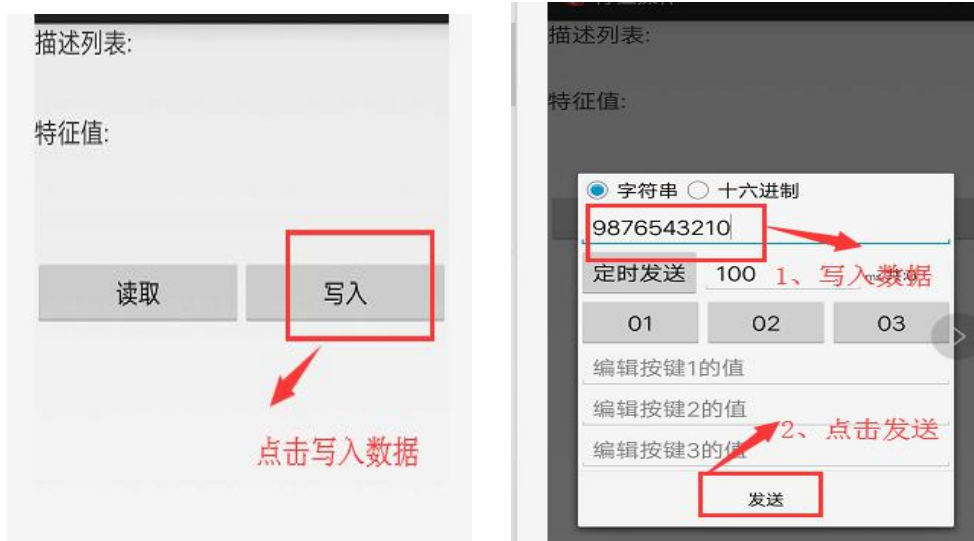 描述列表:
特征值:
读取
写入
点击写入数据
描述列表:
特征值:
字符串
十六进制
9876543210
定时发送
100
1、写入数据
01
02
03
编辑按键1的值
编辑按键2的值
2、点击发送
编辑按键3的值
发送